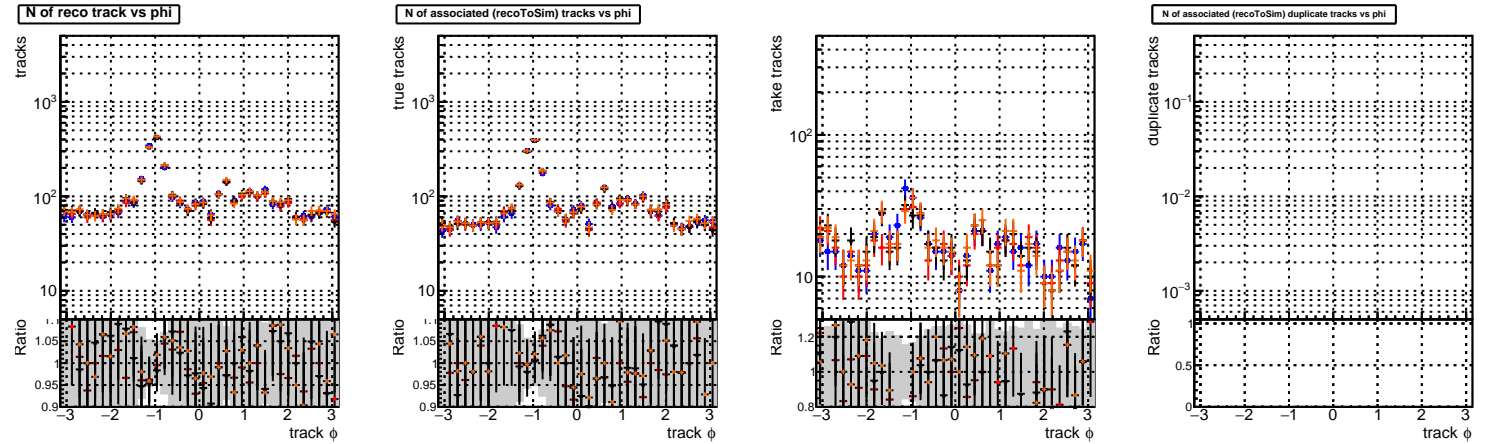 N of reco track vs phi
tracks
10³
10²
10
Ratio
1.1
1.05
1
0.95
0.9
−3 −2 −1 0 1 2 3
track ϕ
N of associated (recoToSim) tracks vs phi
true tracks
10³
10²
10
Ratio
1.1
1.05
1
0.95
0.9
−3 −2 −1 0 1 2 3
track ϕ
fake tracks
10²
10
Ratio
1.2
1
0.8
−3 −2 −1 0 1 2 3
track ϕ
N of associated (recoToSim) duplicate tracks vs phi
duplicate tracks
10⁻¹
10⁻²
10⁻³
Ratio
1
0.5
0
−3 −2 −1 0 1 2 3
track ϕ